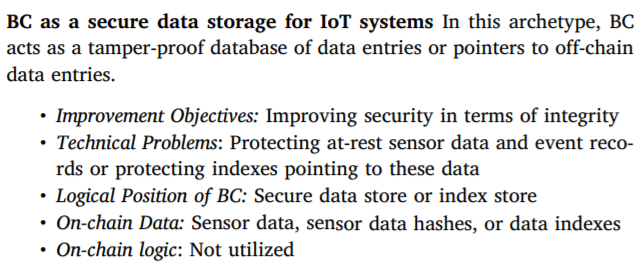 BC as a secure data storage for IoT systems In this archetype, BC
acts as a tamper-proof database of data entries or pointers to off-chain
data entries.
• Improvement Objectives: Improving security in terms of integrity
• Technical Problems: Protecting at-rest sensor data and event reco-
rds or protecting indexes pointing to these data
• Logical Position of BC: Secure data store or index store
• On-chain Data: Sensor data, sensor data hashes, or data indexes
• On-chain logic: Not utilized